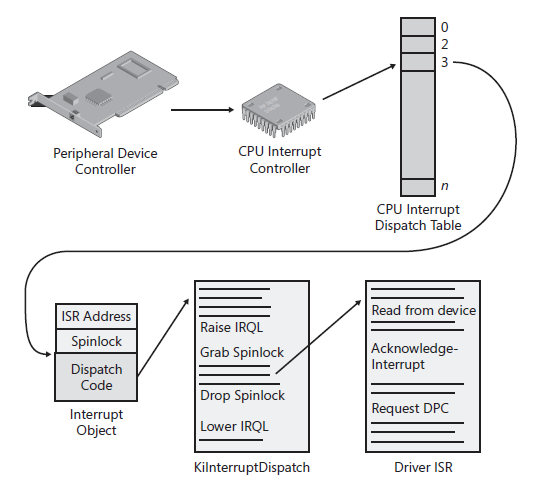 0
2
3
n
Peripheral Device
Controller
CPU Interrupt
Controller
CPU Interrupt
Dispatch Table
ISR Address
Spinlock
Dispatch
Code
Interrupt
Object
Raise IRQL
Grab Spinlock
Drop Spinlock
Lower IRQL
KiInterruptDispatch
Read from device
Acknowledge-
Interrupt
Request DPC
Driver ISR